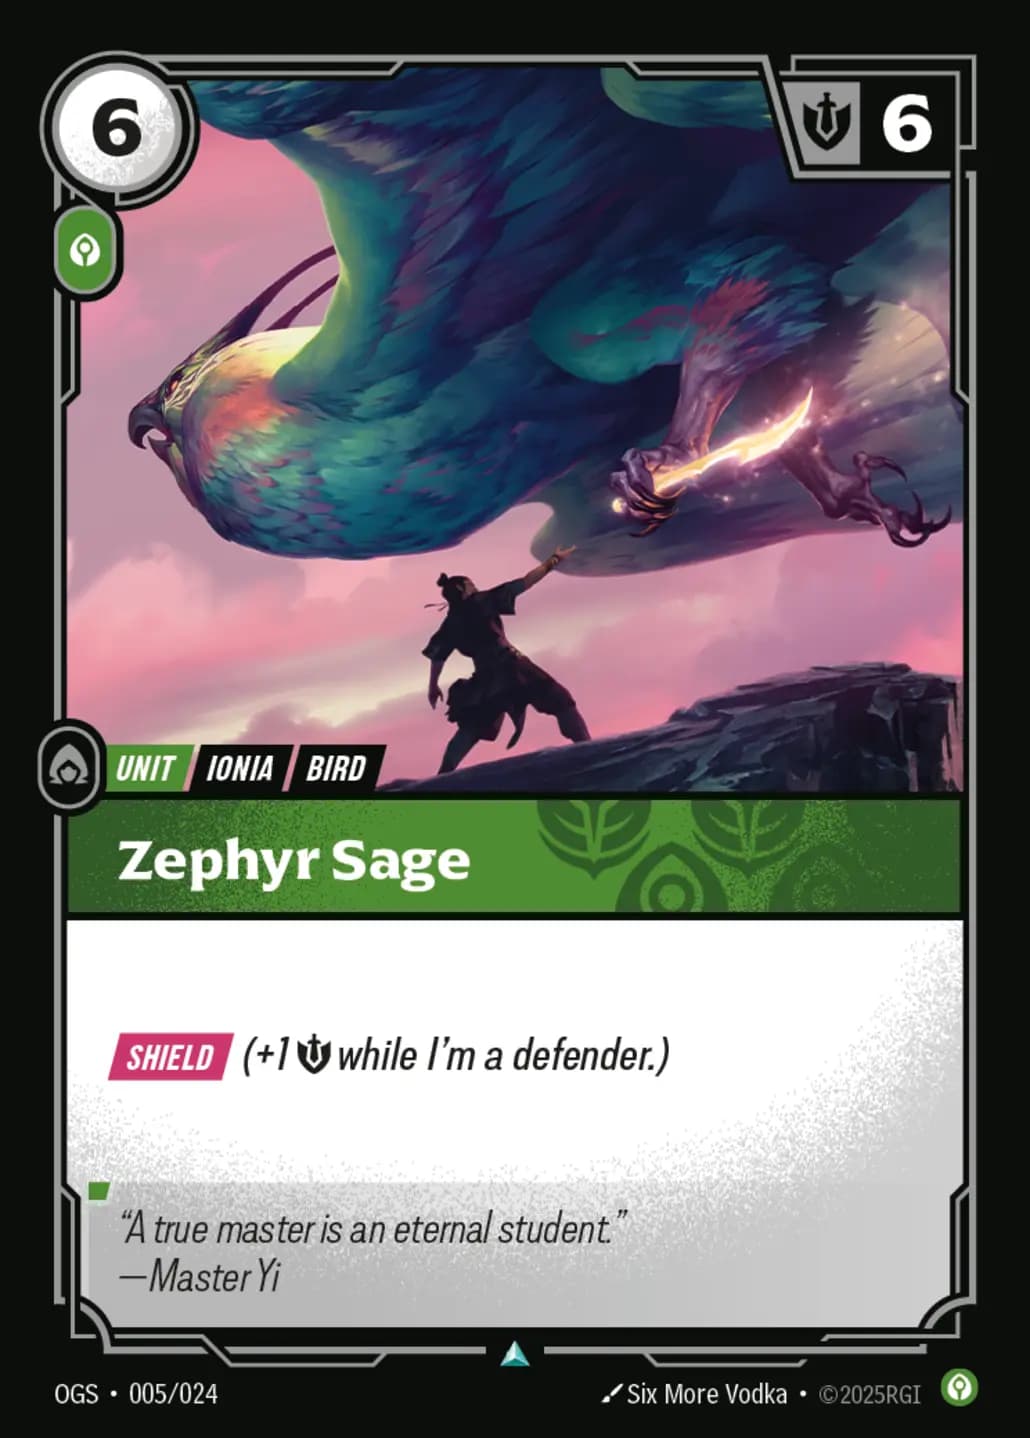 6
6
UNIT IONIA BIRD
Zephyr Sage
SHIELD (+1 while I'm a defender.)
“A true master is an eternal student.”
—Master Yi
OGS • 005/024 Six More Vodka • ©2025RGI